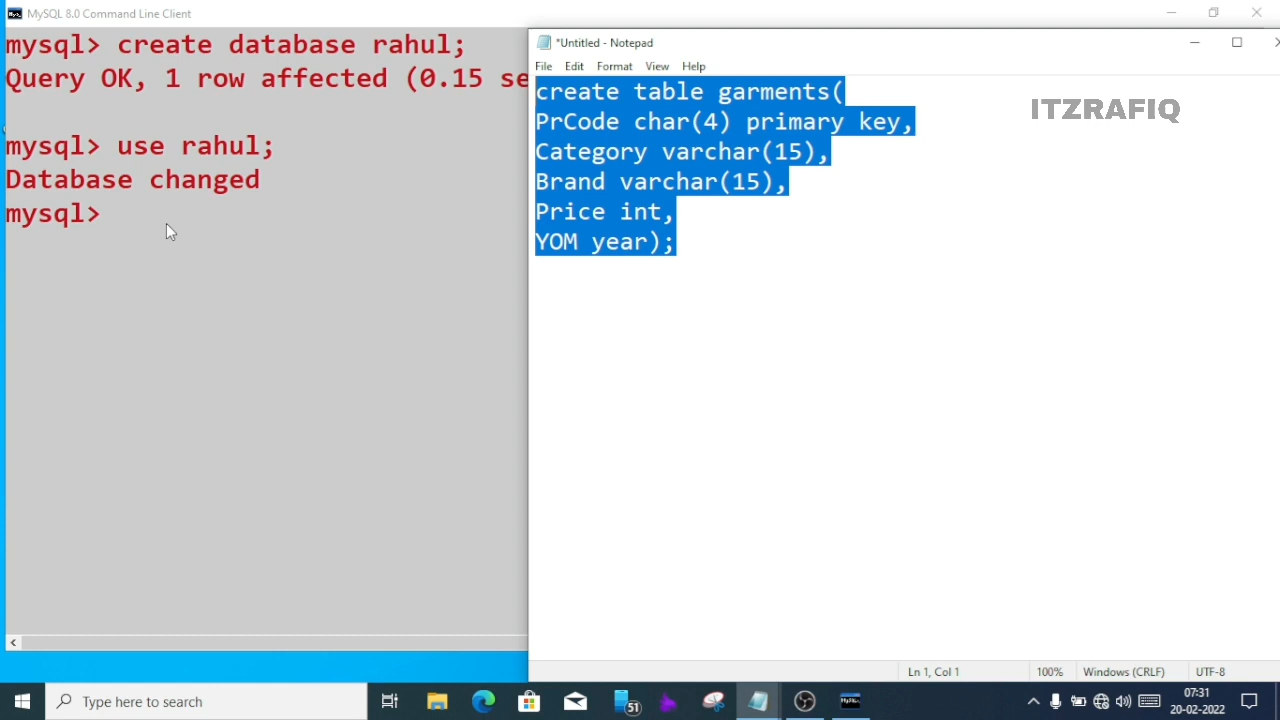 MySQL 8.0 Command Line Client
mysql> create database rahul;
Query OK, 1 row affected (0.15 se
mysql> use rahul;
Database changed
mysql>
*Untitled - Notepad
File Edit Format View Help
create table garments(
PrCode char(4) primary key,
Category varchar(15),
Brand varchar(15),
Price int,
YOM year);
ITZRAFIQ
Ln 1, Col 1 100% Windows (CRLF) UTF-8
Type here to search
51
07:31
20-02-2022